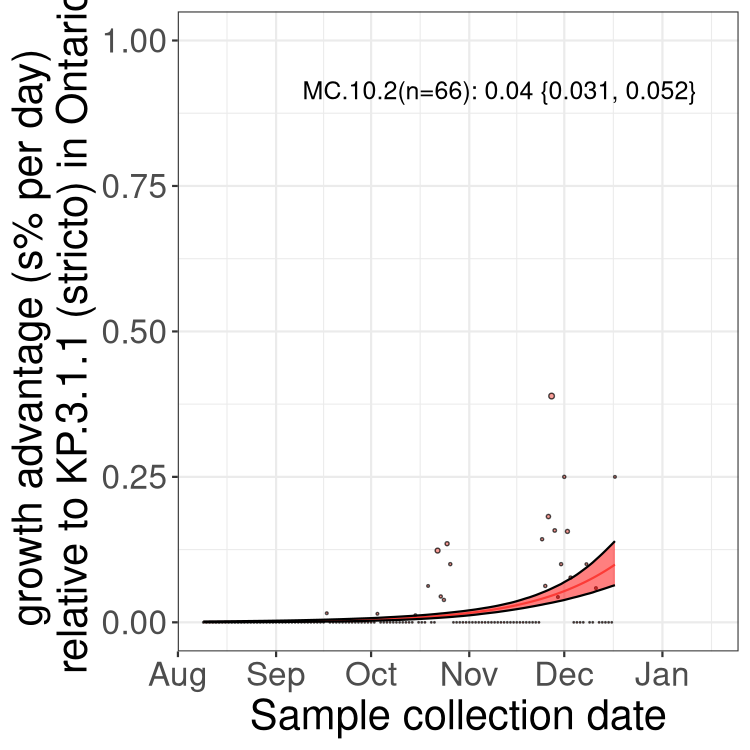 growth advantage (s% per day)
relative to KP.3.1.1 (stricto) in Ontario
1.00
0.75
0.50
0.25
0.00
MC.10.2(n=66): 0.04 {0.031, 0.052}
Aug Sep Oct Nov Dec Jan
Sample collection date